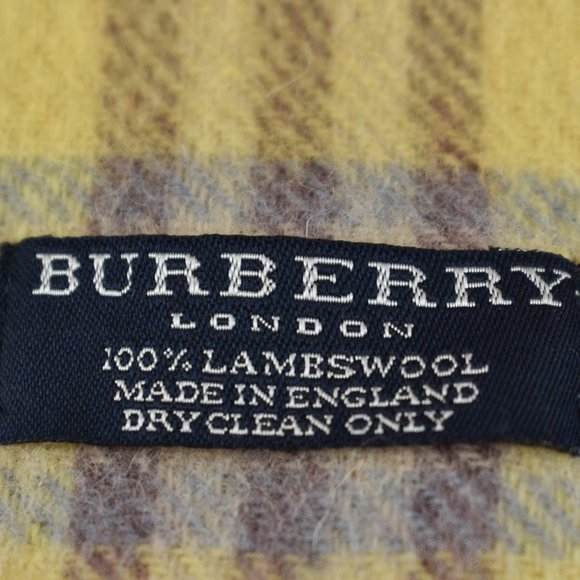 BURBERRY
LONDON
100% LAMBSWOOL
MADE IN ENGLAND
DRY CLEAN ONLY